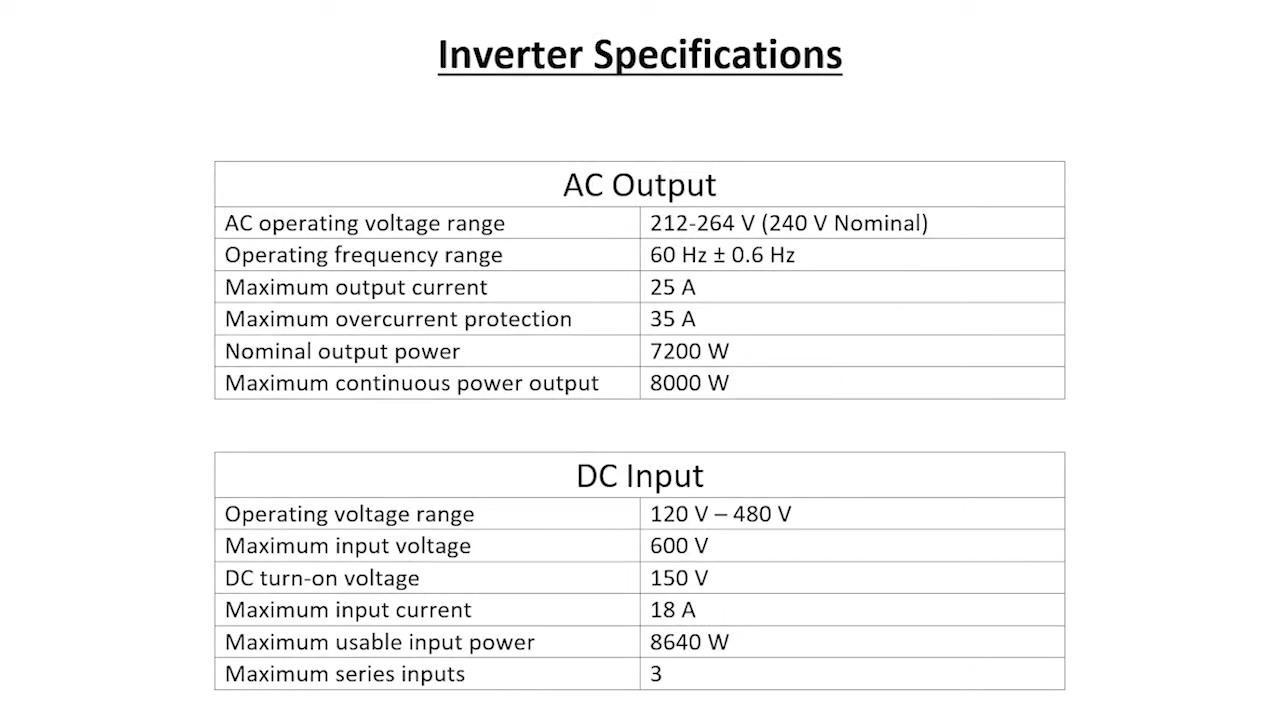 Inverter Specifications
AC Output
AC operating voltage range 212-264 V (240 V Nominal)
Operating frequency range 60 Hz ± 0.6 Hz
Maximum output current 25 A
Maximum overcurrent protection 35 A
Nominal output power 7200 W
Maximum continuous power output 8000 W
DC Input
Operating voltage range 120 V – 480 V
Maximum input voltage 600 V
DC turn-on voltage 150 V
Maximum input current 18 A
Maximum usable input power 8640 W
Maximum series inputs 3